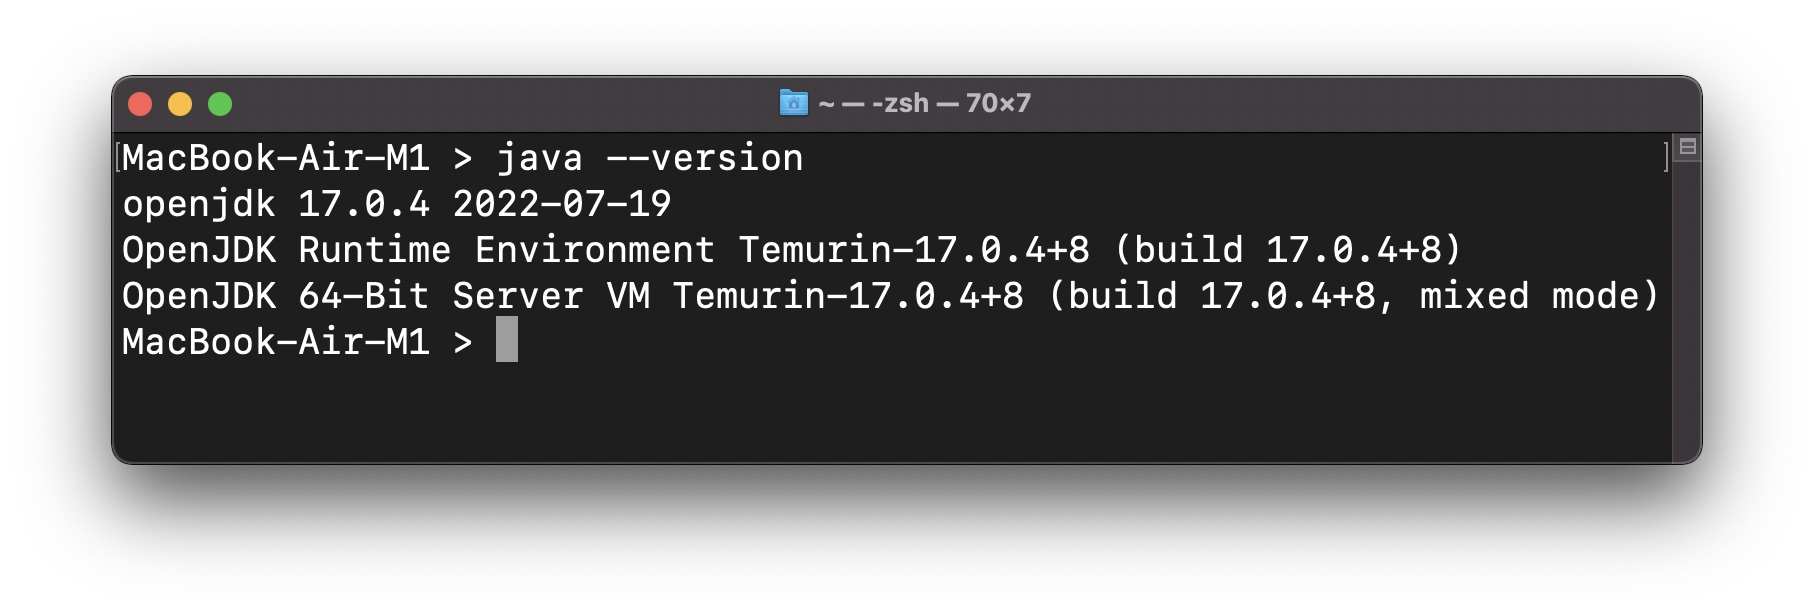 ~ — -zsh — 70×7
MacBook-Air-M1 > java --version
openjdk 17.0.4 2022-07-19
OpenJDK Runtime Environment Temurin-17.0.4+8 (build 17.0.4+8)
OpenJDK 64-Bit Server VM Temurin-17.0.4+8 (build 17.0.4+8, mixed mode)
MacBook-Air-M1 >